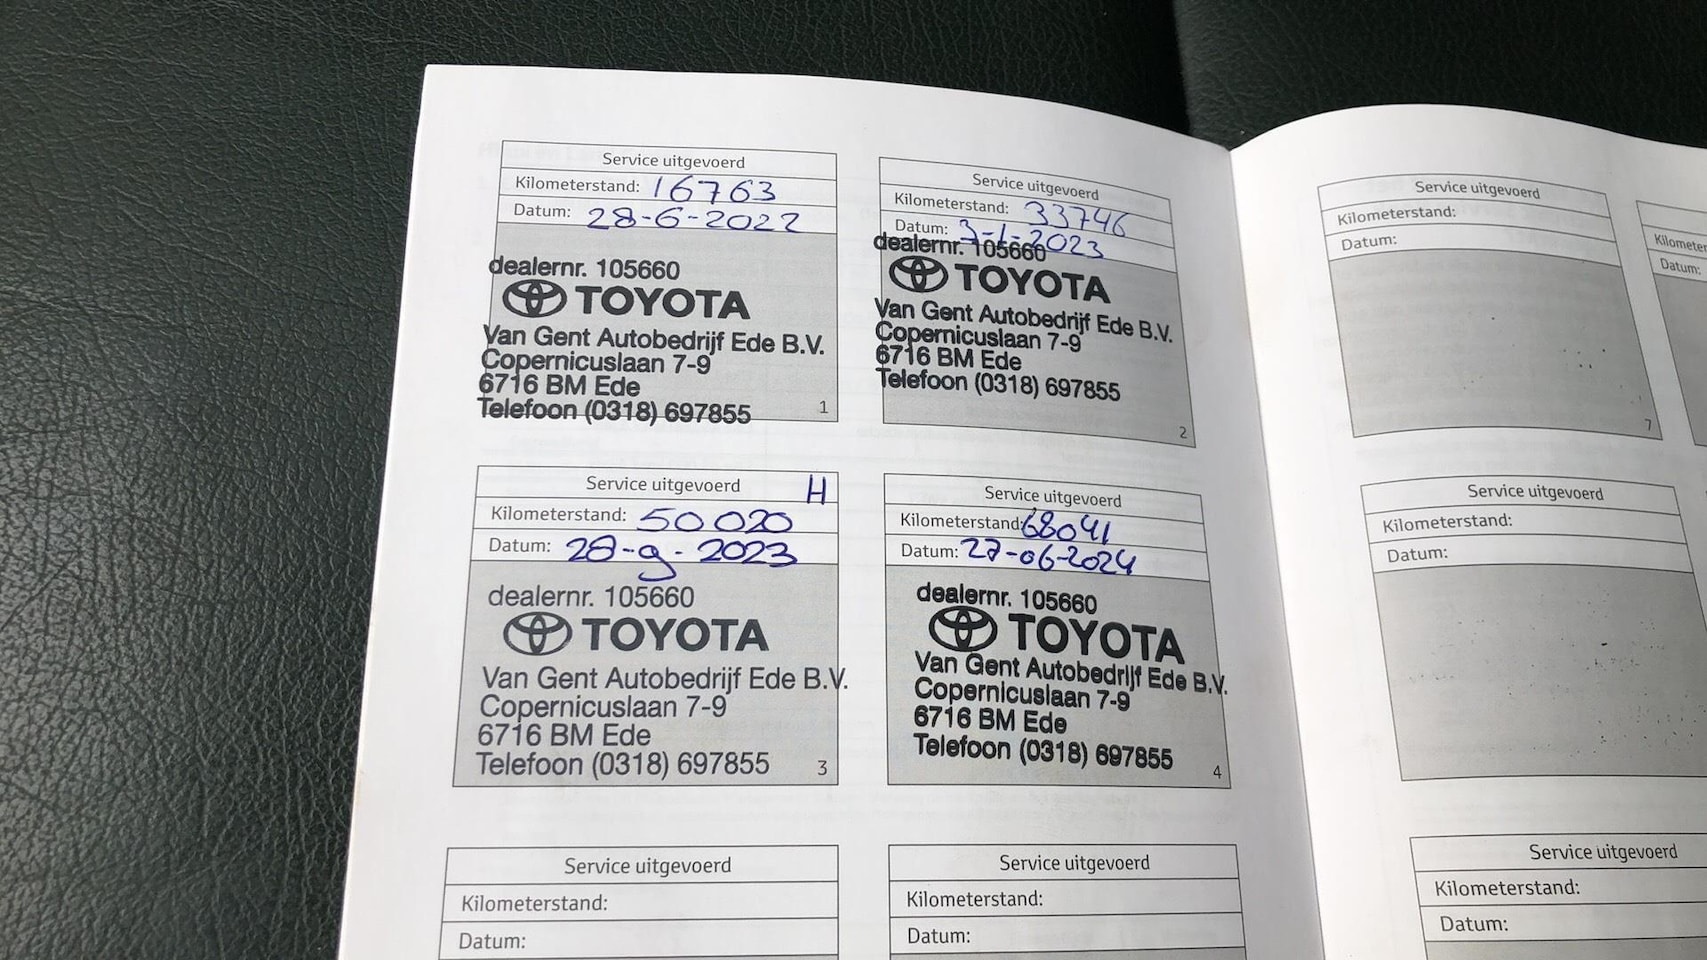 Service uitgevoerd
Kilometerstand: 16763
Datum: 28-6-2022
dealernr. 105660
TOYOTA
Van Gent Autobedrijf Ede B.V.
Copernicuslaan 7-9
6716 BM Ede
Telefoon (0318) 697855
1
Service uitgevoerd
Kilometerstand: 33746
Datum: 3-1-2023
dealernr. 105660
TOYOTA
Van Gent Autobedrijf Ede B.V.
Copernicuslaan 7-9
6716 BM Ede
Telefoon (0318) 697855
2
Service uitgevoerd H
Kilometerstand: 50020
Datum: 28-9-2023
dealernr. 105660
TOYOTA
Van Gent Autobedrijf Ede B.V.
Copernicuslaan 7-9
6716 BM Ede
Telefoon (0318) 697855
3
Service uitgevoerd
Kilometerstand: 68041
Datum: 27-06-2024
dealernr. 105660
TOYOTA
Van Gent Autobedrijf Ede B.V.
Copernicuslaan 7-9
6716 BM Ede
Telefoon (0318) 697855
4
Service uitgevoerd
Kilometerstand:
Datum:
Service uitgevoerd
Kilometerstand:
Datum:
Service uitgevoerd
Kilometerstand:
Datum:
7
Datum:
Service uitgevoerd
Kilometerstand:
Datum:
Service uitgevoerd
Kilometerstand:
Datum: